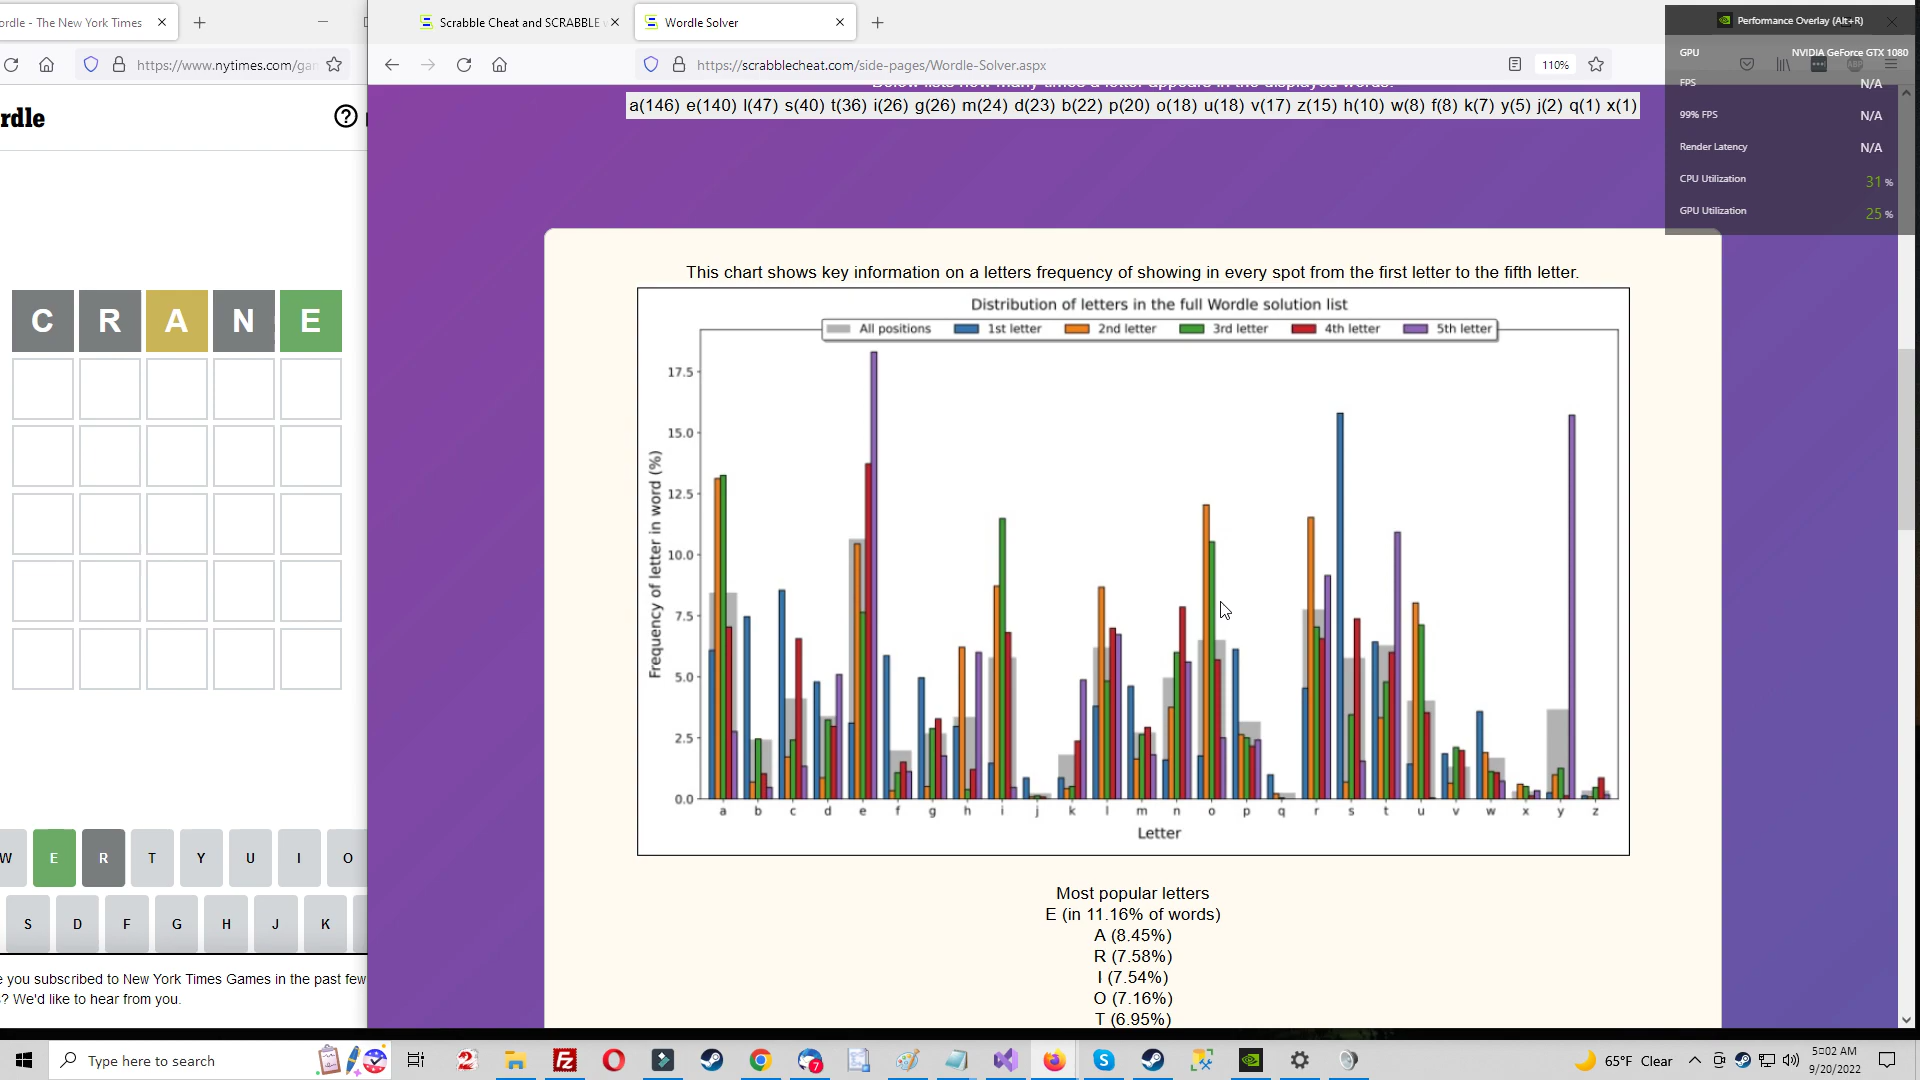 ordle - The New York Times
Scrabble Cheat and SCRABBLE
Wordle Solver
Performance Overlay (Alt+R)
https://www.nytimes.com/gam
https://scrabblecheat.com/side-pages/Wordle-Solver.aspx
110%
GPU
NVIDIA GeForce GTX 1080
FPS
N/A
99% FPS
N/A
Render Latency
N/A
CPU Utilization
31 %
GPU Utilization
25 %
rdle
a(146) e(140) l(47) s(40) t(36) i(26) g(26) m(24) d(23) b(22) p(20) o(18) u(18) v(17) z(15) h(10) w(8) f(8) k(7) y(5) j(2) q(1) x(1)
This chart shows key information on a letters frequency of showing in every spot from the first letter to the fifth letter.
Distribution of letters in the full Wordle solution list
All positions 1st letter 2nd letter 3rd letter 4th letter 5th letter
17.5
15.0
12.5
10.0
7.5
5.0
2.5
0.0
Frequency of letter in word (%)
a b c d e f g h i j k l m n o p q r s t u v w x y z
Letter
Most popular letters
E (in 11.16% of words)
A (8.45%)
R (7.58%)
I (7.54%)
O (7.16%)
T (6.95%)
C R A N E
W E R T Y U I O
S D F G H J K
e you subscribed to New York Times Games in the past few
? We'd like to hear from you.
Type here to search
65°F Clear
5:02 AM
9/20/2022